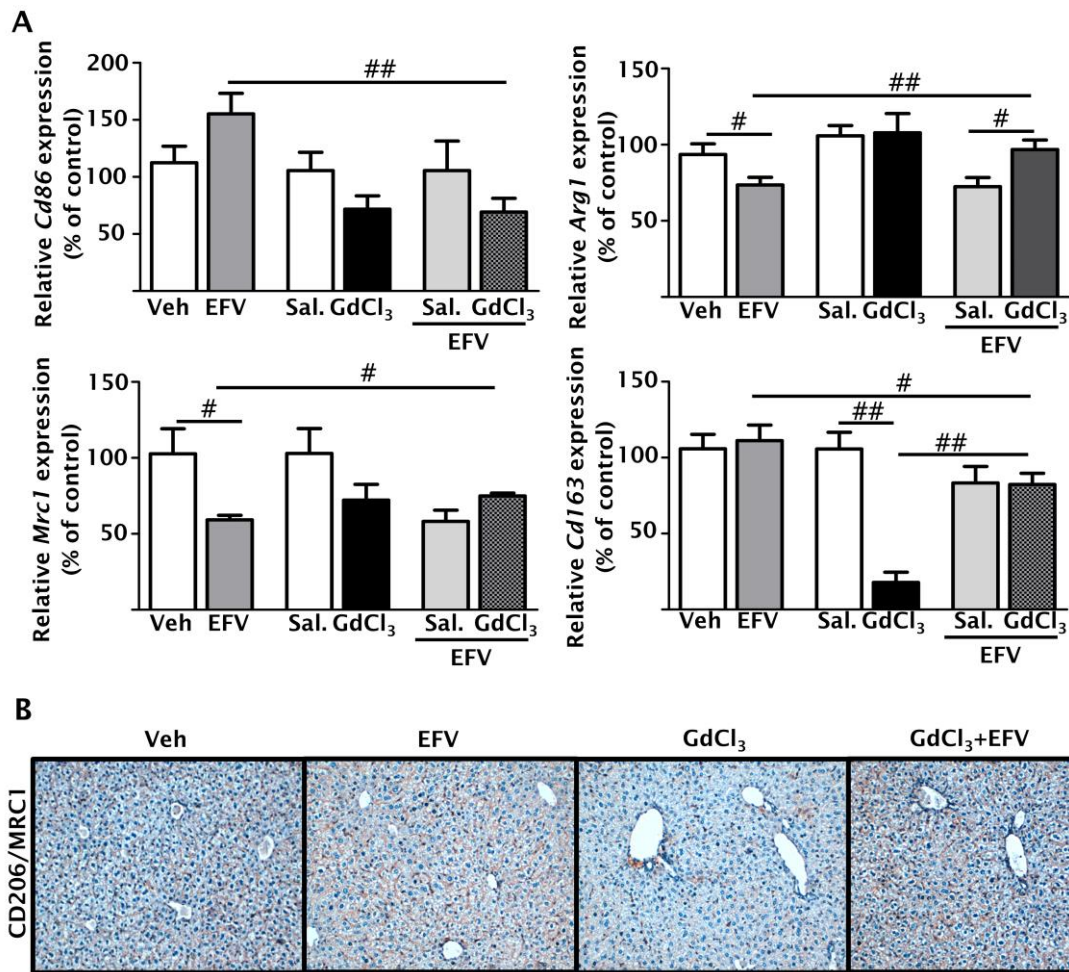 A
Relative Cd86 expression
(% of control)
200
150
100
50
##
Veh EFV Sal. GdCl₃ Sal. GdCl₃
EFV
Relative Arg1 expression
(% of control)
150
100
50
#
##
#
Veh EFV Sal. GdCl₃ Sal. GdCl₃
EFV
Relative Mrc1 expression
(% of control)
150
100
50
#
#
Veh EFV Sal. GdCl₃ Sal. GdCl₃
EFV
Relative Cd163 expression
(% of control)
150
100
50
#
##
##
Veh EFV Sal. GdCl₃ Sal. GdCl₃
EFV
B
Veh EFV GdCl₃ GdCl₃+EFV
CD206/MRC1